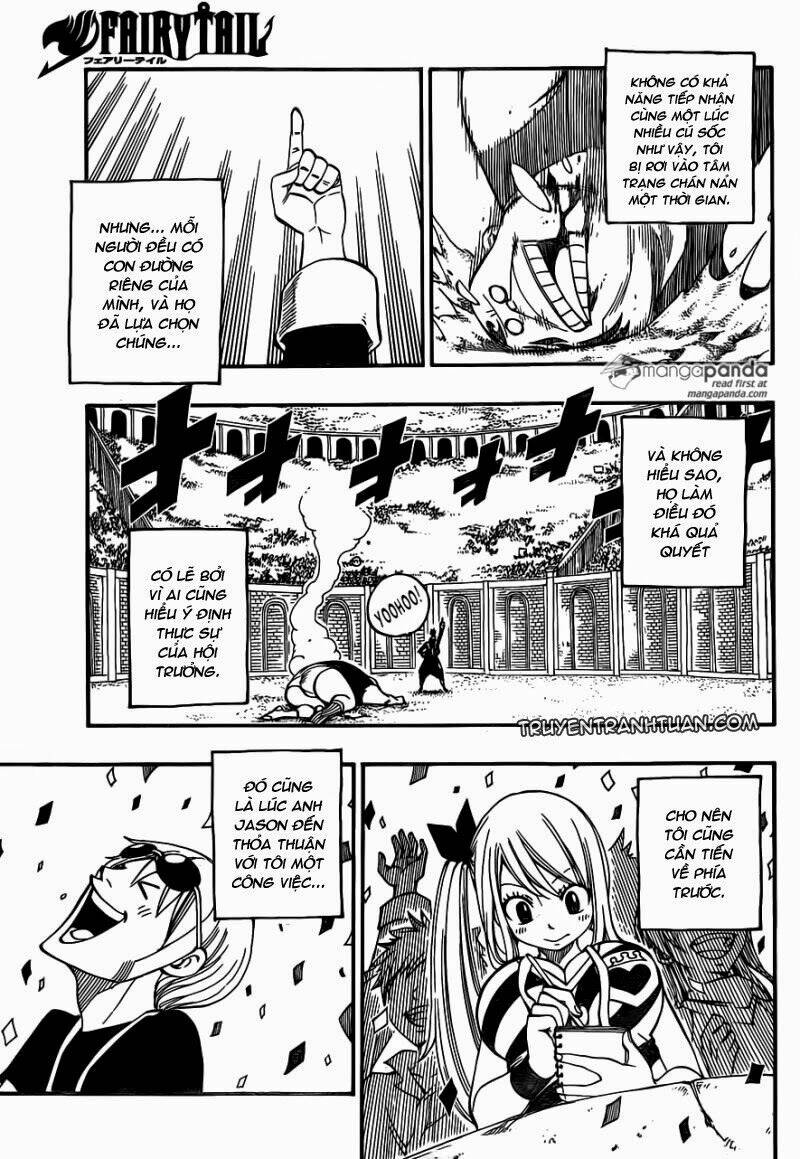 FAIRY TAIL
フェアリーテイル
KHÔNG CÓ KHẢ
NĂNG TIẾP NHẬN
CÙNG MỘT LÚC
NHIỀU CÚ SỐC
NHƯ VẬY, TÔI
BỊ RƠI VÀO TÂM
TRẠNG CHÁN NẢN
MỘT THỜI GIAN.
NHƯNG... MỖI
NGƯỜI ĐỀU CÓ
CON ĐƯỜNG
RIÊNG CỦA
MÌNH, VÀ HỌ
ĐÃ LỰA CHỌN
CHÚNG...
mangapanda
read first at
mangapanda.com
VÀ KHÔNG
HIỂU SAO,
HỌ LÀM
ĐIỀU ĐÓ
KHÁ QUẢ
QUYẾT
CÓ LẼ BỞI
VÌ AI CŨNG
HIỂU Ý ĐỊNH
THỰC SỰ
CỦA HỘI
TRƯỞNG.
YOOHOO!
TRUYENTRANHTUAN.COM
CHO NÊN
TÔI CŨNG
CẦN TIẾN
VỀ PHÍA
TRƯỚC.
ĐÓ CŨNG
LÀ LÚC ANH
JASON ĐẾN
THỎA THUẬN
VỚI TÔI MỘT
CÔNG VIỆC...